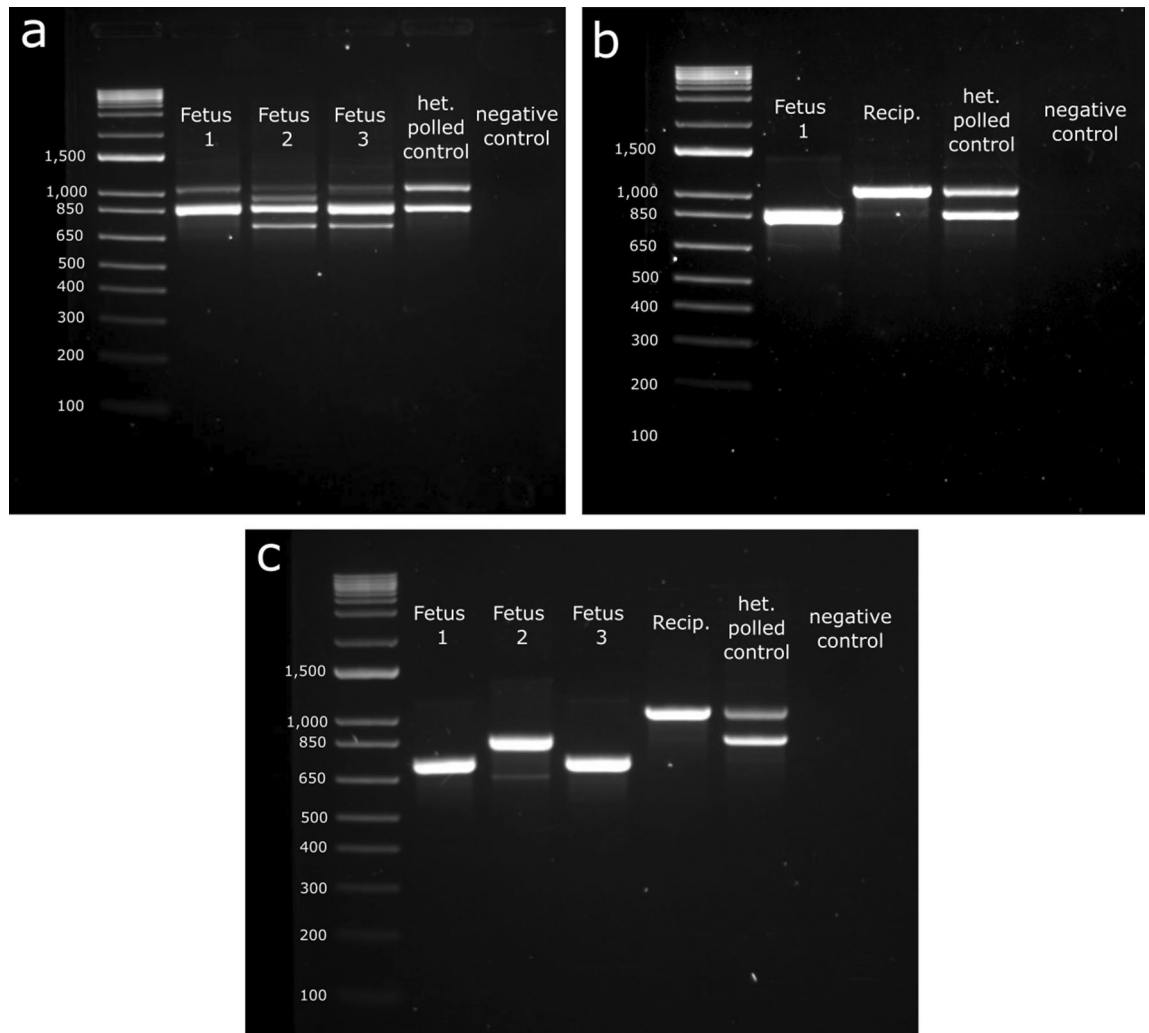 a
Fetus
1
Fetus
2
Fetus
3
het.
polled
control
negative
control
1,500
1,000
850
650
500
400
300
200
100
b
Fetus
1
Recip.
het.
polled
control
negative
control
1,500
1,000
850
650
500
400
300
200
100
c
Fetus
1
Fetus
2
Fetus
3
Recip.
het.
polled
control
negative
control
1,500
1,000
850
650
500
400
300
200
100